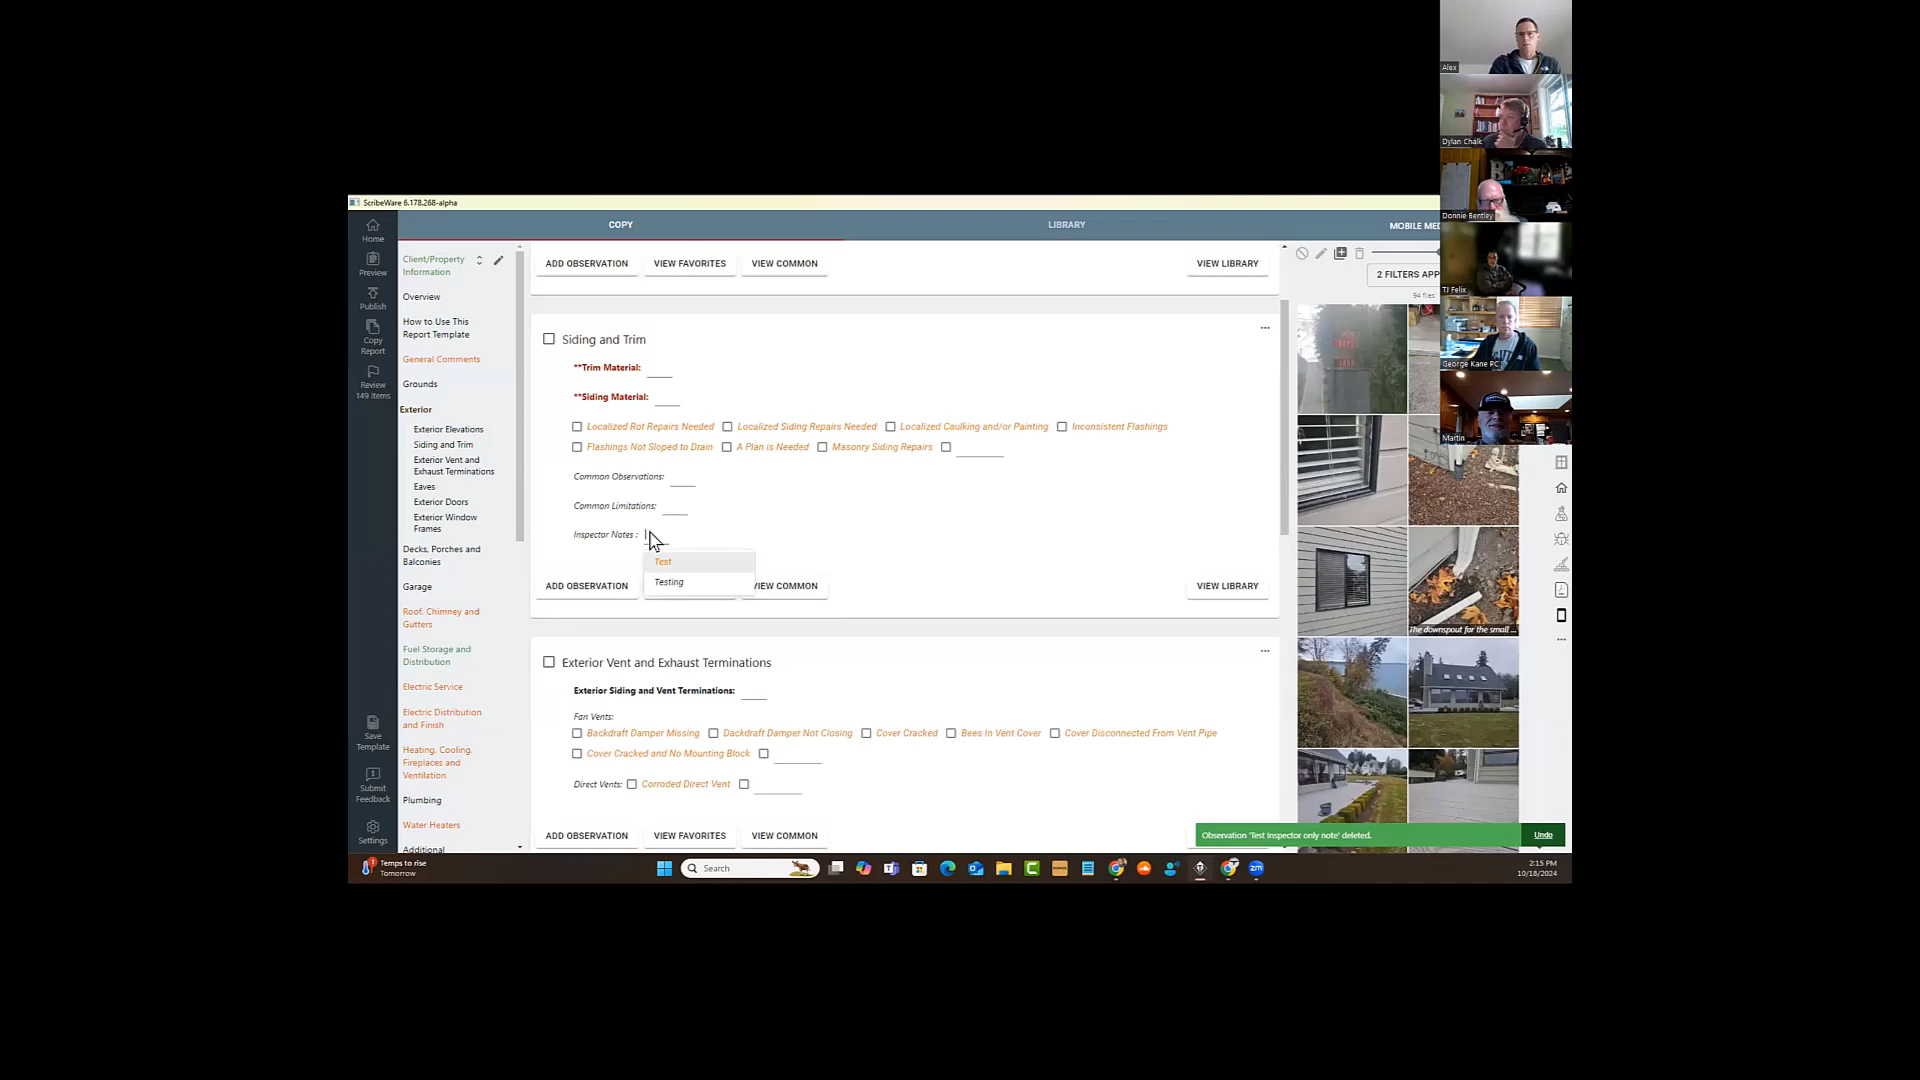 Alex
Dylan Chalk
Donnie Bentley
TJ Felix
George Kane PC
Martin
ScribeWare 6.178.268-alpha
COPY
LIBRARY
MOBILE MED
Home
Preview
Publish
Copy
Report
Review
149 items
Save
Template
Submit
Feedback
Settings
Client/Property
Information
Overview
How to Use This
Report Template
General Comments
Grounds
Exterior
Exterior Elevations
Siding and Trim
Exterior Vent and
Exhaust Terminations
Eaves
Exterior Doors
Exterior Window
Frames
Decks, Porches and
Balconies
Garage
Roof, Chimney and
Gutters
Fuel Storage and
Distribution
Electric Service
Electric Distribution
and Finish
Heating, Cooling,
Fireplaces and
Ventilation
Plumbing
Water Heaters
Additional
ADD OBSERVATION VIEW FAVORITES VIEW COMMON VIEW LIBRARY
Siding and Trim
**Trim Material:
**Siding Material:
Localized Rot Repairs Needed Localized Siding Repairs Needed Localized Caulking and/or Painting Inconsistent Flashings
Flashings Not Sloped to Drain A Plan is Needed Masonry Siding Repairs
Common Observations:
Common Limitations:
Inspector Notes :
Test
Testing
ADD OBSERVATION VIEW COMMON VIEW LIBRARY
Exterior Vent and Exhaust Terminations
Exterior Siding and Vent Terminations:
Fan Vents:
Backdraft Damper Missing Dackdraft Damper Not Closing Cover Cracked Bees In Vent Cover Cover Disconnected From Vent Pipe
Cover Cracked and No Mounting Block
Direct Vents: Corroded Direct Vent
ADD OBSERVATION VIEW FAVORITES VIEW COMMON
2 FILTERS APP
94 files
The downspout for the small ...
Observation 'Test Inspector only note' deleted. Undo
1
Temps to rise
Tomorrow
Search
zm
2:15 PM
10/18/2024